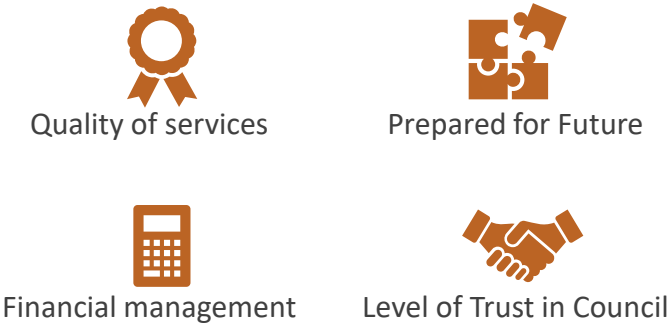 Quality of services
Prepared for Future
Financial management
Level of Trust in Council